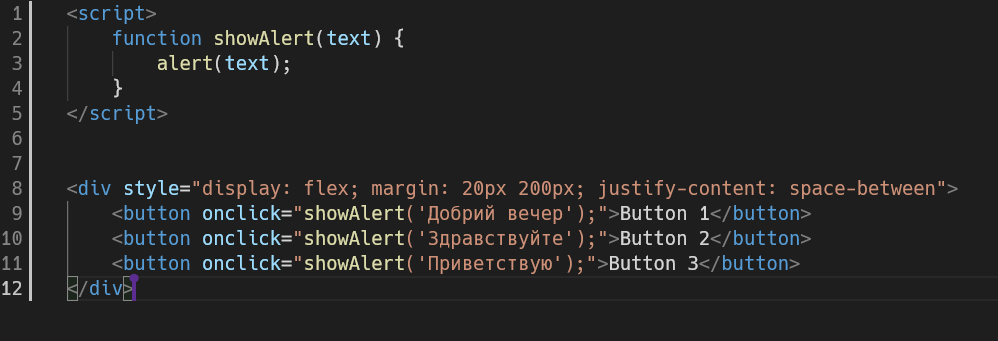 1 <script>
2 function showAlert(text) {
3 alert(text);
4 }
5 </script>
6
7
8 <div style="display: flex; margin: 20px 200px; justify-content: space-between">
9 <button onclick="showAlert('Добрий вечер');">Button 1</button>
10 <button onclick="showAlert('Здравствуйте');">Button 2</button>
11 <button onclick="showAlert('Приветствую');">Button 3</button>
12 </div>